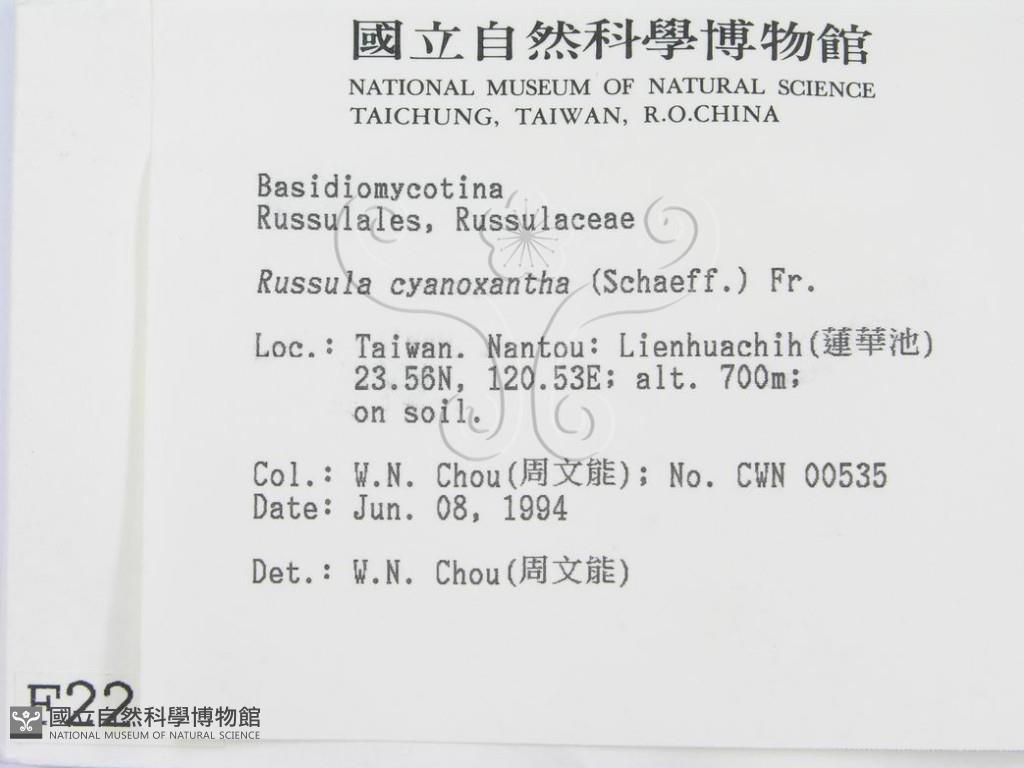 國立自然科學博物館
NATIONAL MUSEUM OF NATURAL SCIENCE
TAICHUNG, TAIWAN, R.O.CHINA
Basidiomycotina
Russulales, Russulaceae
Russula cyanoxantha (Schaeff.) Fr.
Loc.: Taiwan. Nantou: Lienhuachih(蓮華池)
23.56N, 120.53E; alt. 700m;
on soil.
Col.: W.N. Chou(周文能); No. CWN 00535
Date: Jun. 08, 1994
Det.: W.N. Chou(周文能)
F22
國立自然科學博物館
NATIONAL MUSEUM OF NATURAL SCIENCE